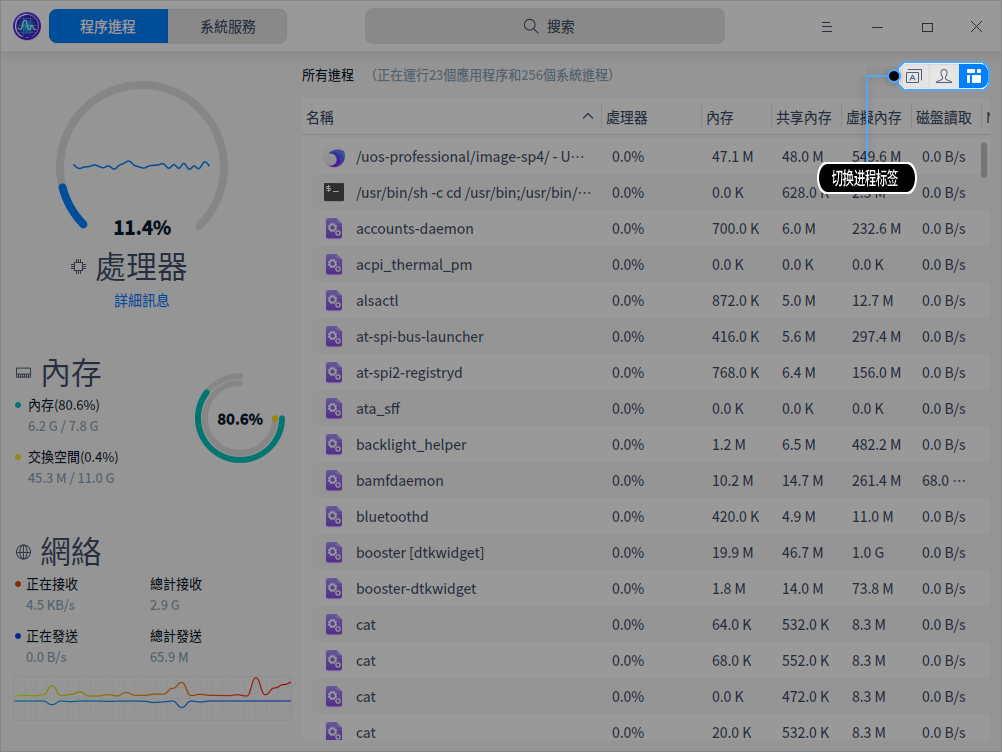 程序進程 系統服務 搜索
所有進程 （正在運行23個應用程序和256個系統進程）
名稱 處理器 內存 共享內存 虛擬內存 磁盤讀取
切换进程标签
11.4%
處理器
詳細訊息
內存
內存(80.6%)
6.2 G / 7.8 G
80.6%
交換空間(0.4%)
45.3 M / 11.0 G
網絡
正在接收 總計接收
4.5 KB/s 2.9 G
正在發送 總計發送
0.0 B/s 65.9 M
/uos-professional/image-sp4/ - U··· 0.0% 47.1 M 48.0 M 549.6 M 0.0 B/s
/usr/bin/sh -c cd /usr/bin;/usr/bin/··· 0.0% 0.0 K 628.0 K 2.5 M 0.0 B/s
accounts-daemon 0.0% 700.0 K 6.0 M 232.6 M 0.0 B/s
acpi_thermal_pm 0.0% 0.0 K 0.0 K 0.0 K 0.0 B/s
alsactl 0.0% 872.0 K 5.0 M 12.7 M 0.0 B/s
at-spi-bus-launcher 0.0% 416.0 K 5.6 M 297.4 M 0.0 B/s
at-spi2-registryd 0.0% 768.0 K 6.4 M 156.0 M 0.0 B/s
ata_sff 0.0% 0.0 K 0.0 K 0.0 K 0.0 B/s
backlight_helper 0.0% 1.2 M 6.5 M 482.2 M 0.0 B/s
bamfdaemon 0.0% 10.2 M 14.7 M 261.4 M 68.0 ···
bluetoothd 0.0% 420.0 K 4.9 M 11.0 M 0.0 B/s
booster [dtkwidget] 0.0% 19.9 M 46.7 M 1.0 G 0.0 B/s
booster-dtkwidget 0.0% 1.8 M 14.0 M 73.8 M 0.0 B/s
cat 0.0% 64.0 K 532.0 K 8.3 M 0.0 B/s
cat 0.0% 68.0 K 552.0 K 8.3 M 0.0 B/s
cat 0.0% 0.0 K 472.0 K 8.3 M 0.0 B/s
cat 0.0% 20.0 K 532.0 K 8.3 M 0.0 B/s